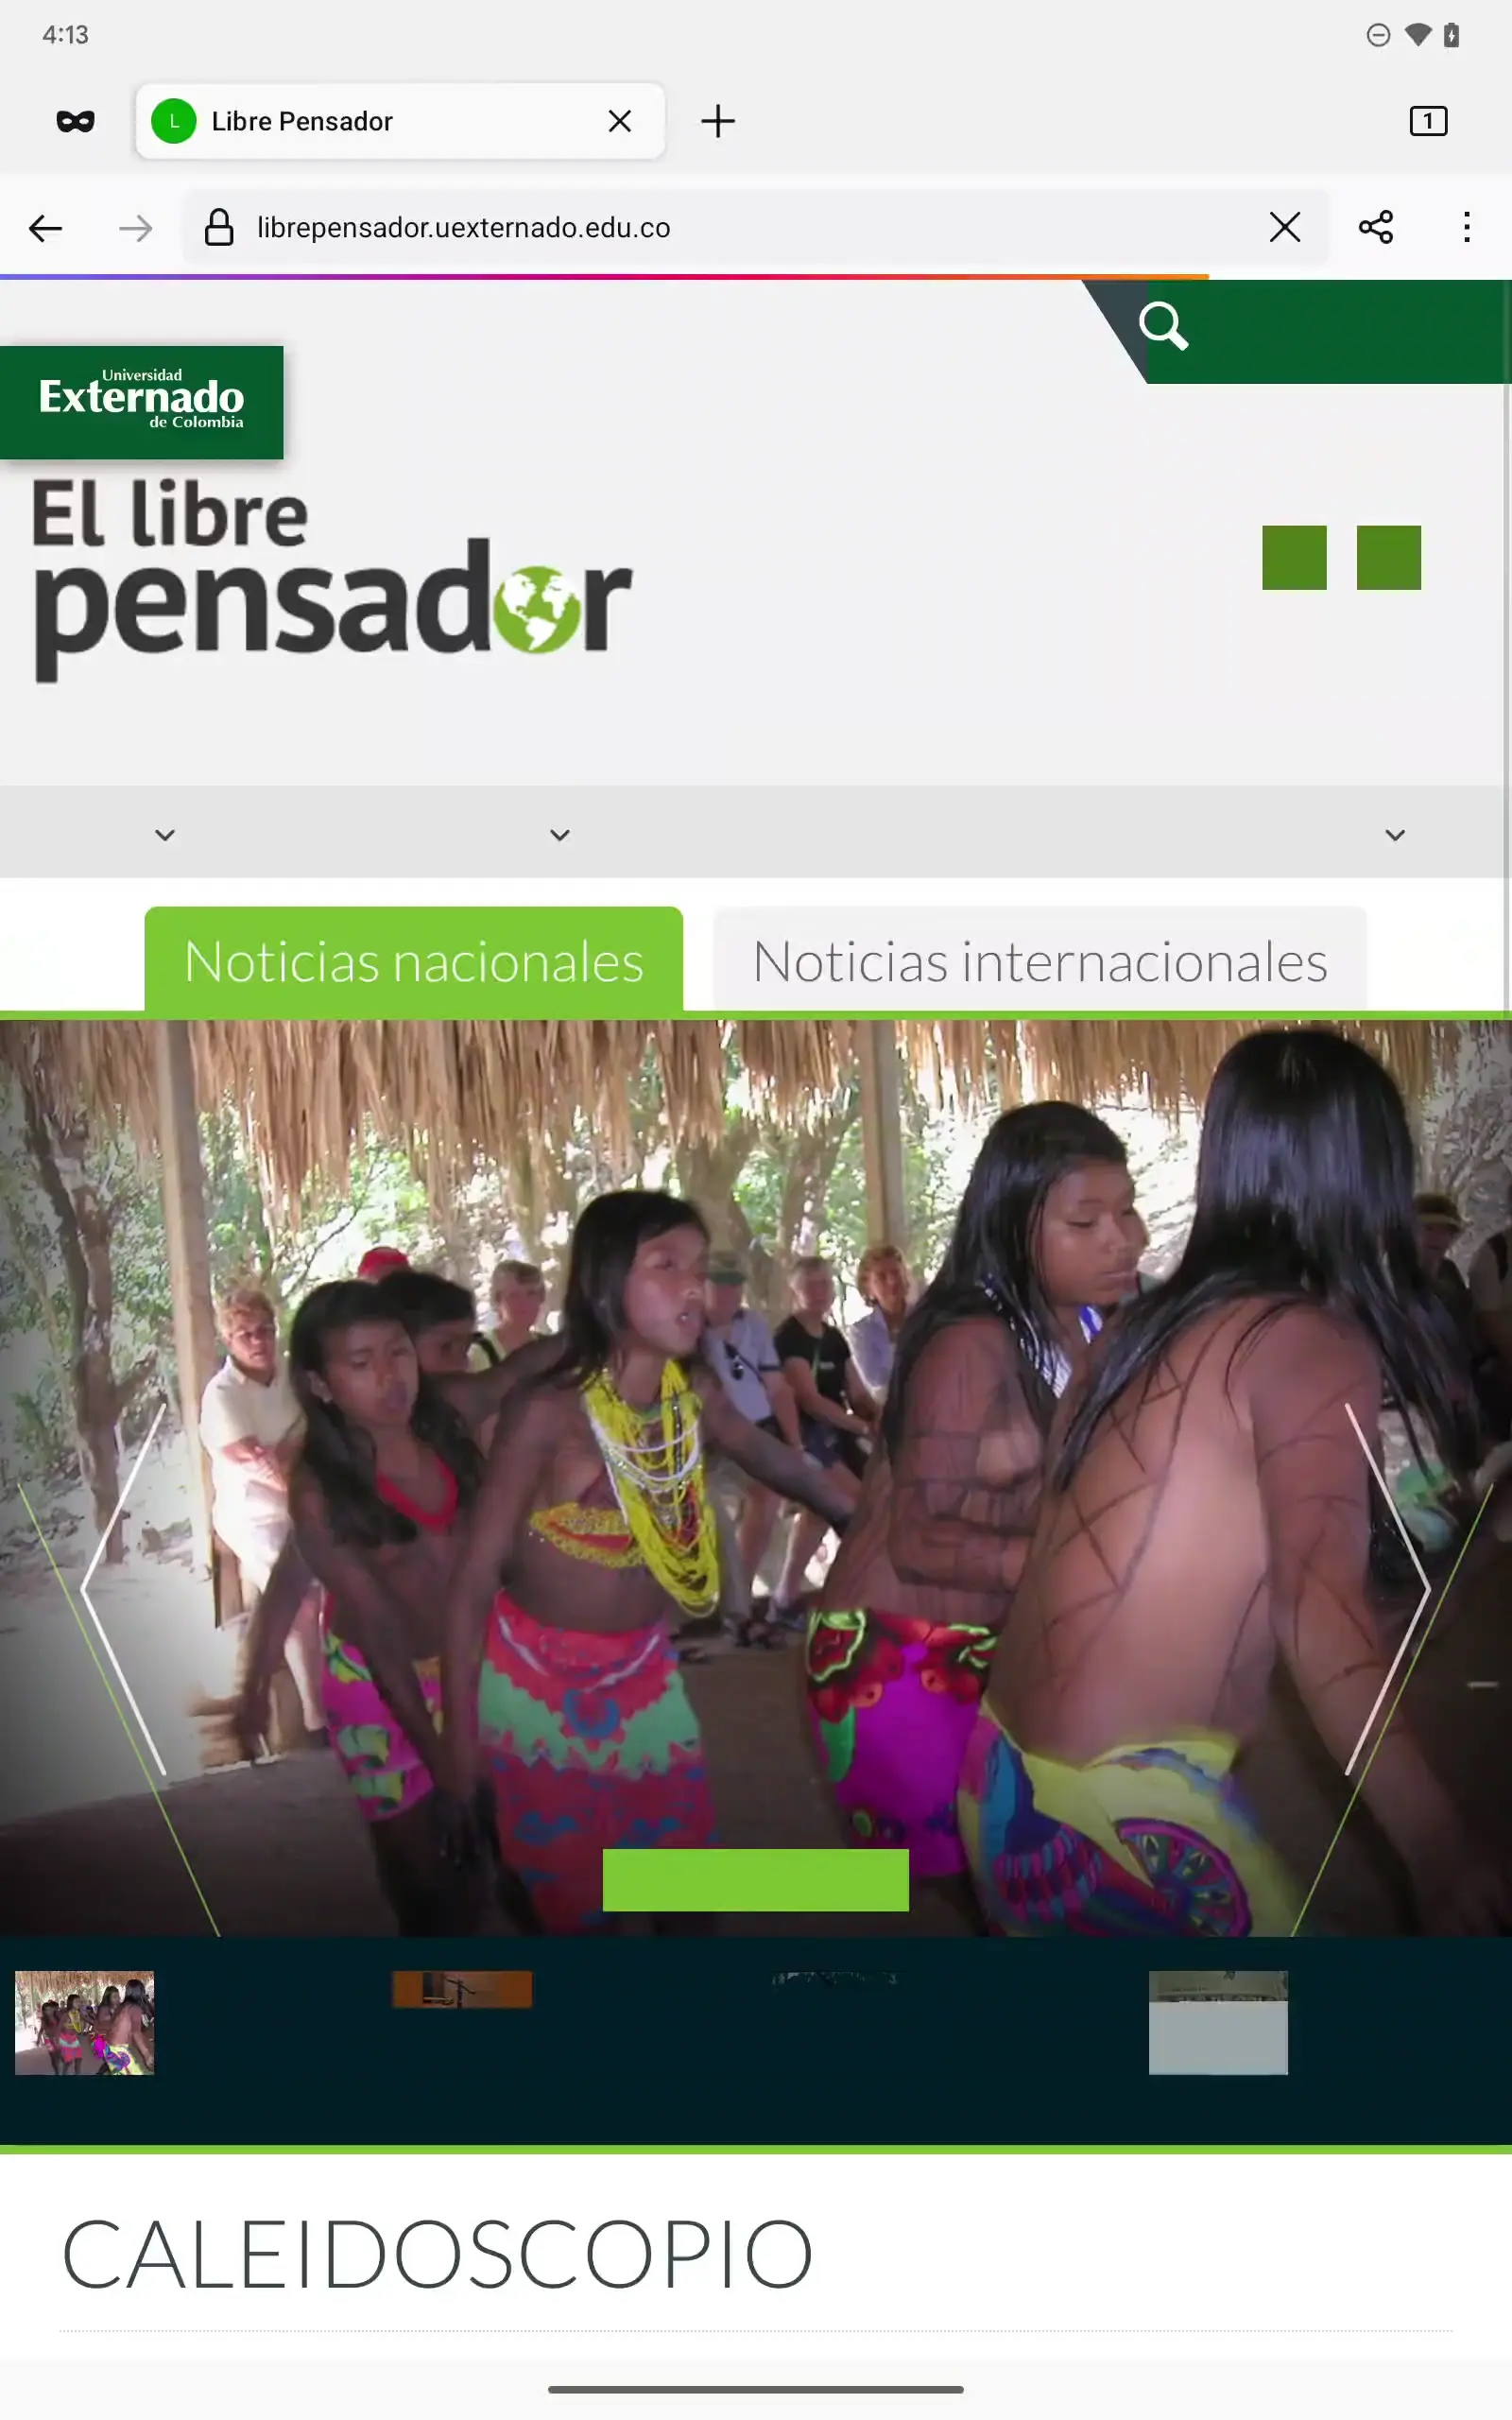 4:13
L Libre Pensador
1
librepensador.uexternado.edu.co
Universidad
Externado
de Colombia
El libre
pensador
Noticias nacionales
Noticias internacionales
CALEIDOSCOPIO